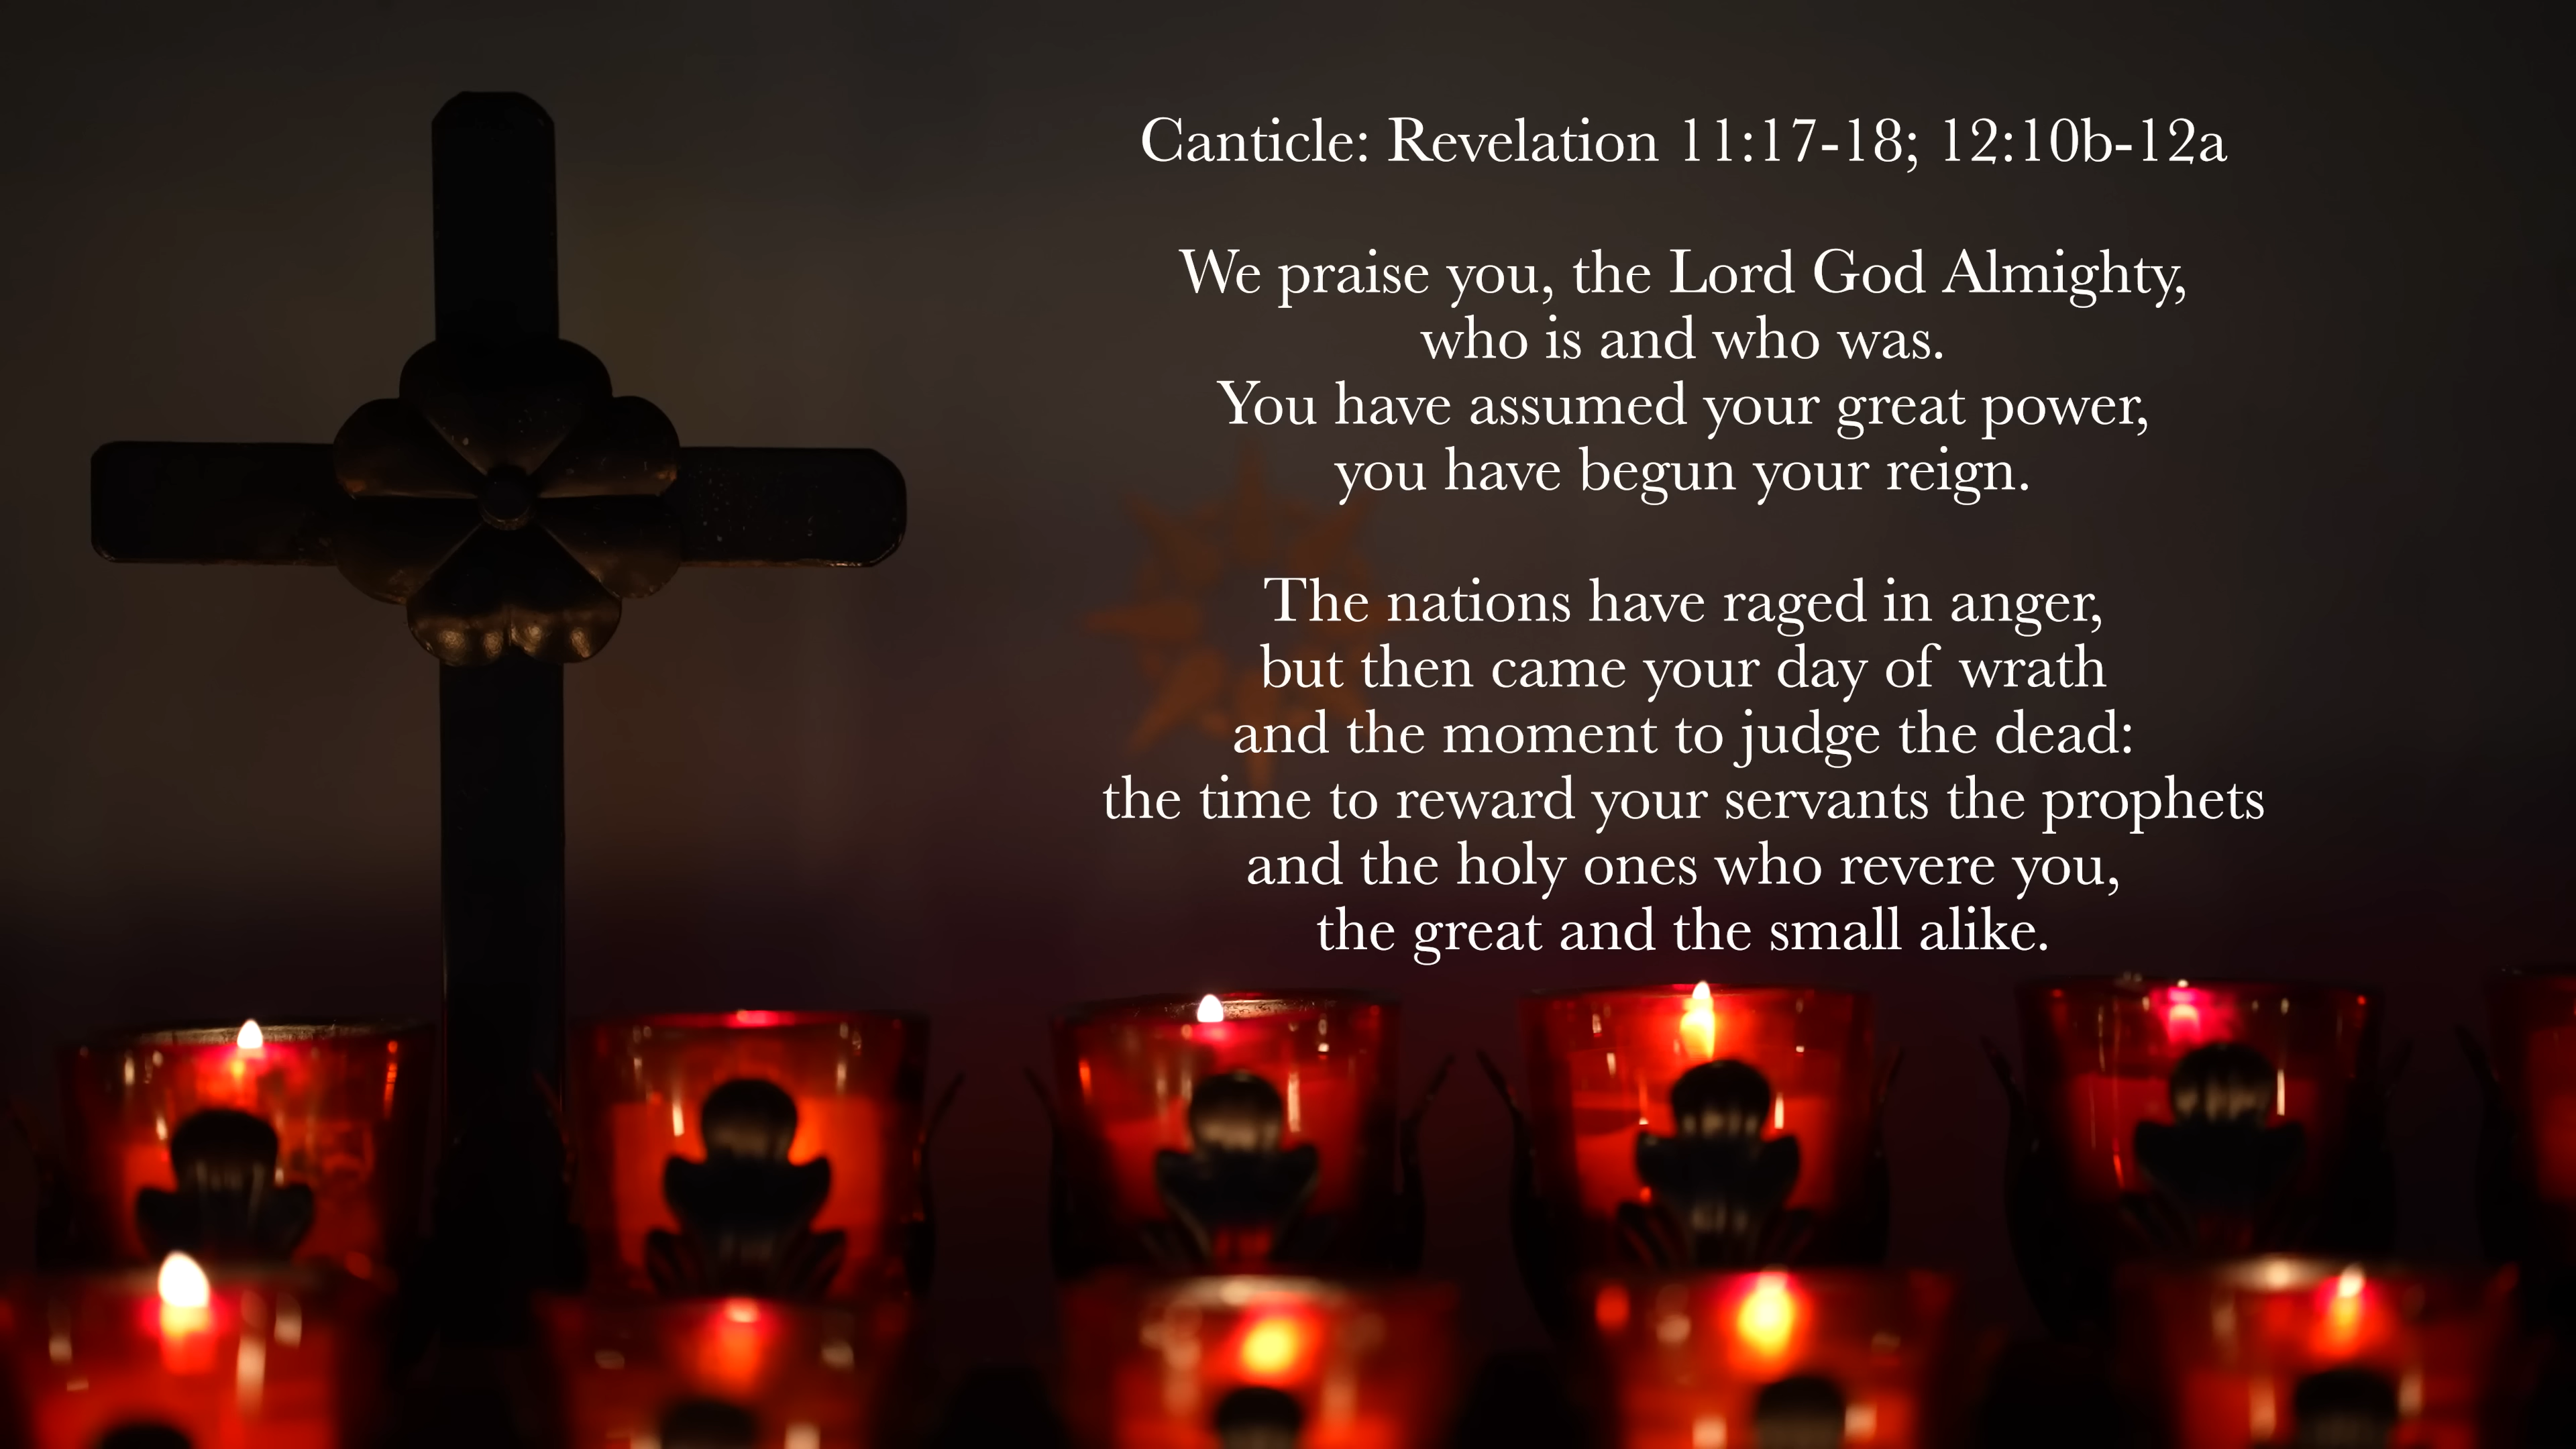 Canticle: Revelation 11:17-18; 12:10b-12a
We praise you, the Lord God Almighty,
who is and who was.
You have assumed your great power,
you have begun your reign.
The nations have raged in anger,
but then came your day of wrath
and the moment to judge the dead:
the time to reward your servants the prophets
and the holy ones who revere you,
the great and the small alike.